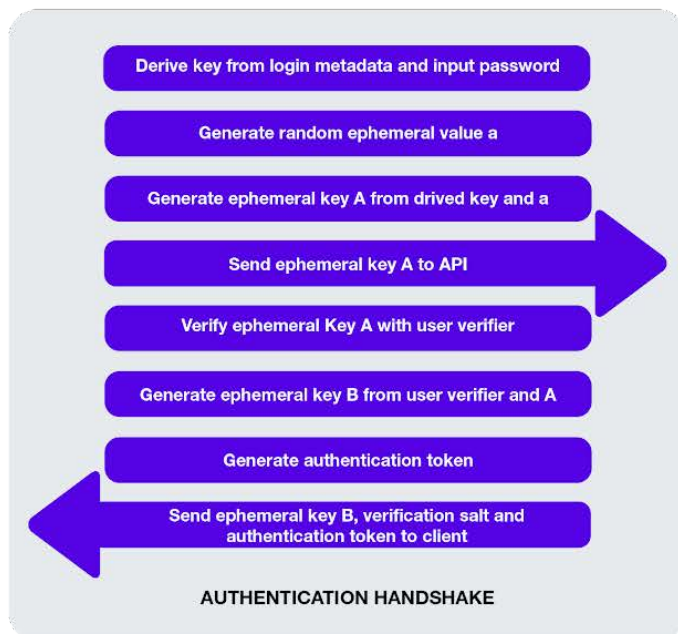 Derive key from login metadata and input password
Generate random ephemeral value a
Generate ephemeral key A from drived key and a
Send ephemeral key A to API
Verify ephemeral Key A with user verifier
Generate ephemeral key B from user verifier and A
Generate authentication token
Send ephemeral key B, verification salt and
authentication token to client
AUTHENTICATION HANDSHAKE